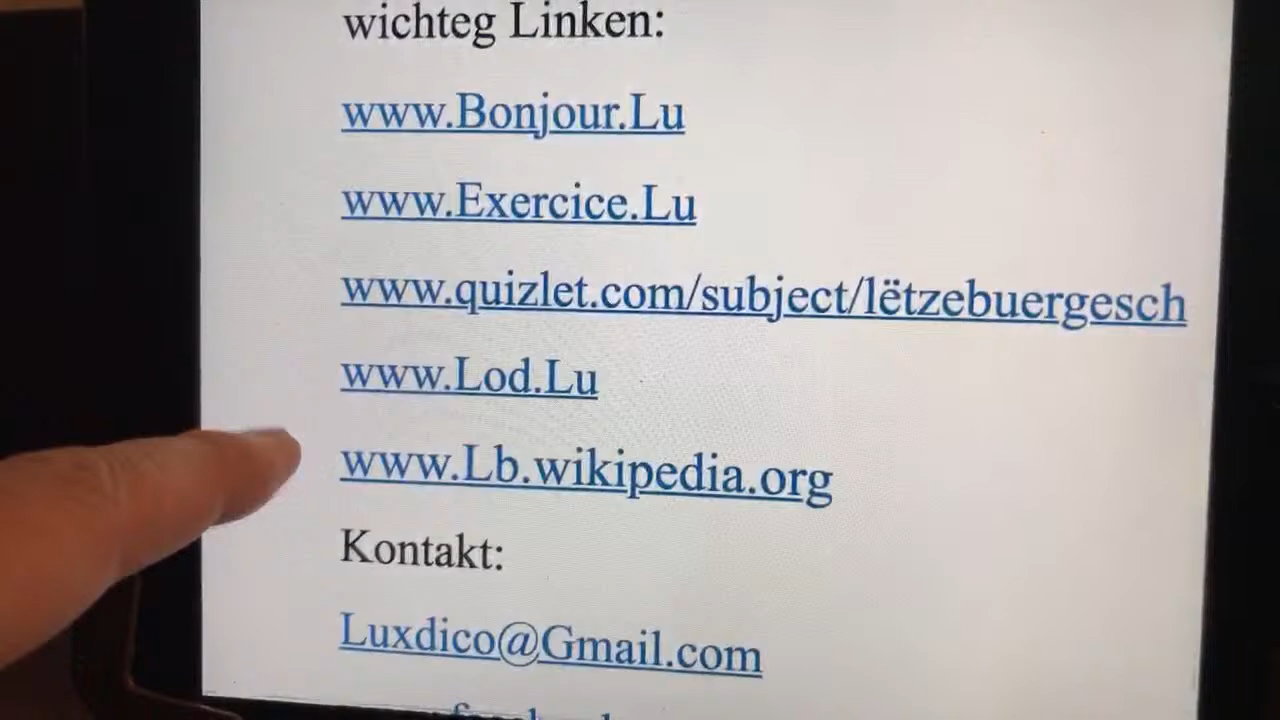 wichteg Linken:
www.Bonjour.Lu
www.Exercice.Lu
www.quizlet.com/subject/lëtzebuergesch
www.Lod.Lu
www.Lb.wikipedia.org
Kontakt:
Luxdico@Gmail.com